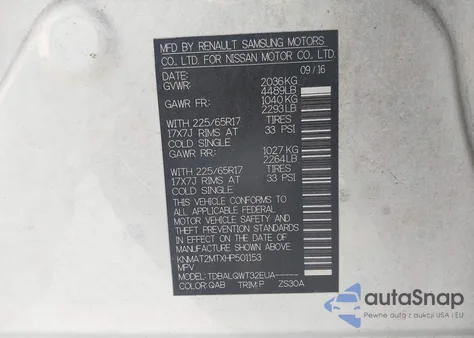 MFD BY RENAULT SAMSUNG MOTORS
CO., LTD. FOR NISSAN MOTOR CO., LTD.
DATE: 09/16
GVWR: 2036KG
4489LB
GAWR FR: 1040KG
2293LB
WITH 225/65R17 TIRES
17X7J RIMS AT 33 PSI
COLD SINGLE
GAWR RR: 1027KG
2264LB
WITH 225/65R17 TIRES
17X7J RIMS AT 33 PSI
COLD SINGLE
THIS VEHICLE CONFORMS TO
ALL APPLICABLE FEDERAL
MOTOR VEHICLE SAFETY
AND THEFT PREVENTION
STANDARDS IN EFFECT ON
THE DATE OF MANUFACTURE
SHOWN ABOVE.
KNMAT2MTXHP501153
MPV
MODEL: TDBALQWT32EUA-----
COLOR: QAB TRIM: P ZS30A
autoSnap
Pewne auto z USA i EU